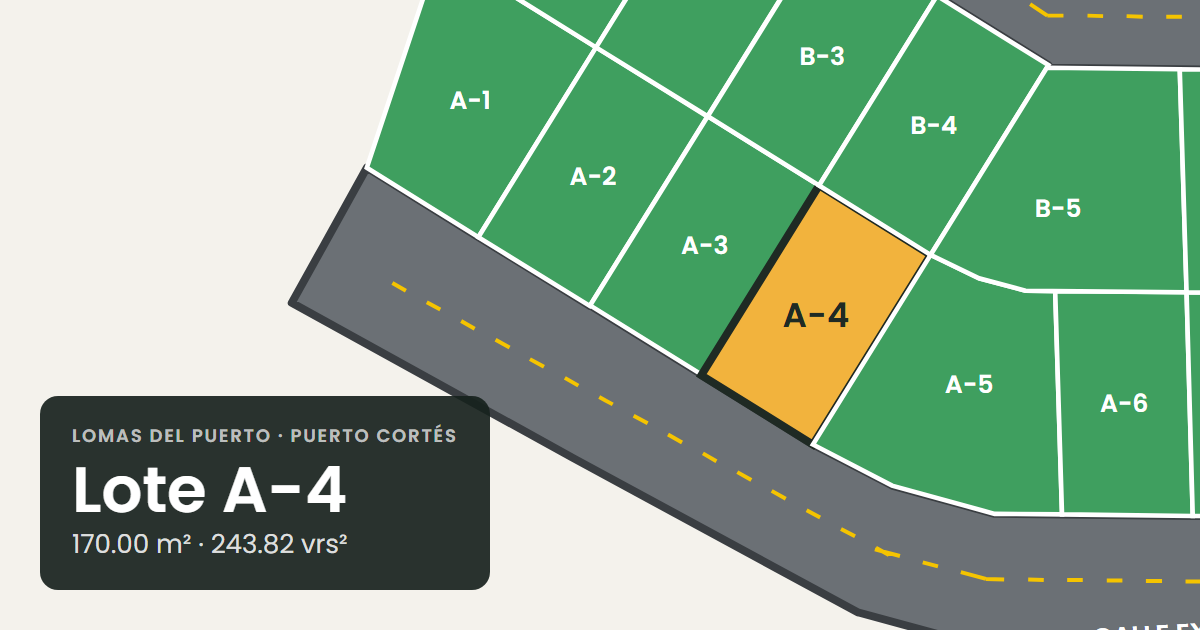 B-3
A-1
B-4
A-2
B-5
A-3
A-4
A-5
A-6
LOMAS DEL PUERTO · PUERTO CORTÉS
Lote A-4
170.00 m² · 243.82 vrs²